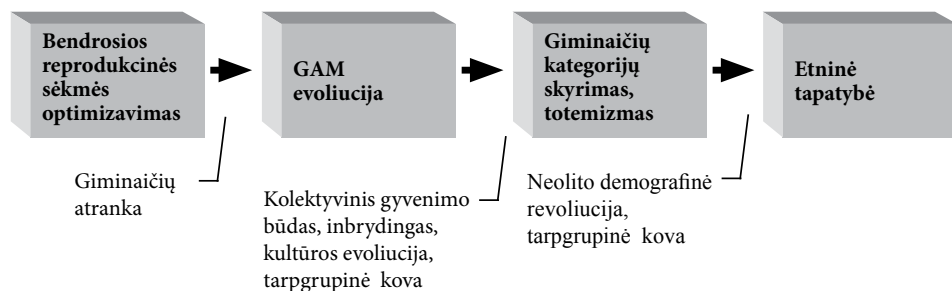 Bendrosios
reprodukcinės
sėkmės
optimizavimas
GAM
evoliucija
Giminaičių
kategorijų
skyrimas,
totemizmas
Etninė
tapatybė
Giminaičių
atranka
Kolektyvinis gyvenimo
būdas, inbrydingas,
kultūros evoliucija,
tarpgrupinė kova
Neolito demografinė
revoliucija,
tarpgrupinė kova